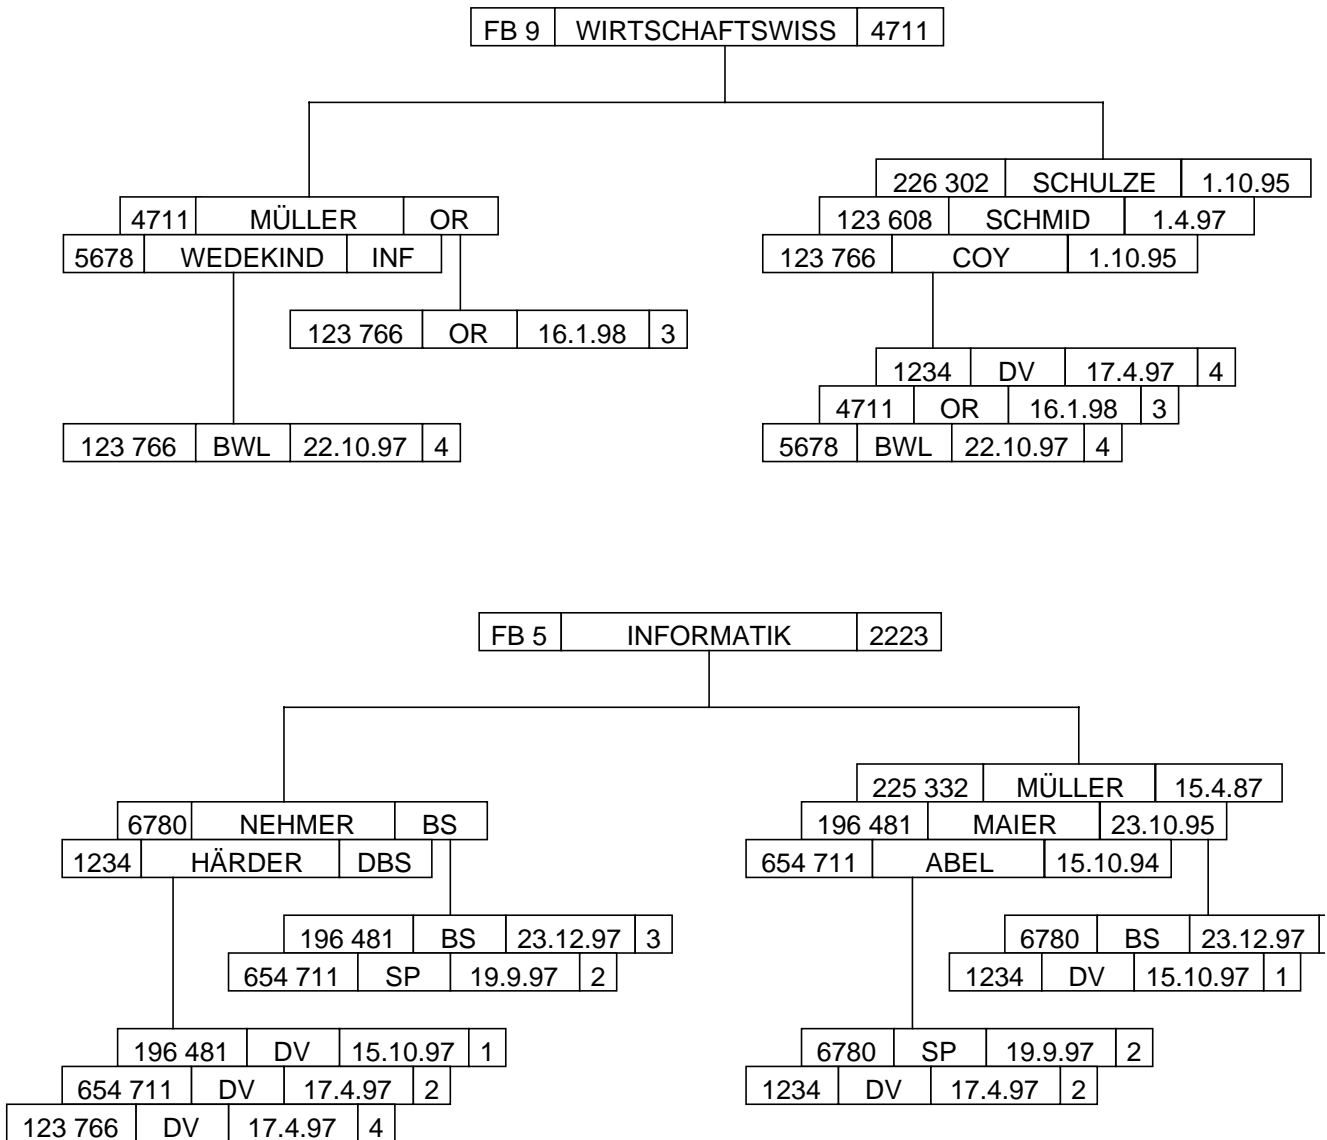 FB 9 WIRTSCHAFTSWISS 4711
226 302 SCHULZE 1.10.95
4711 MÜLLER OR
123 608 SCHMID 1.4.97
5678 WEDEKIND INF
123 766 COY 1.10.95
123 766 OR 16.1.98 3
1234 DV 17.4.97 4
4711 OR 16.1.98 3
123 766 BWL 22.10.97 4
5678 BWL 22.10.97 4
FB 5 INFORMATIK 2223
225 332 MÜLLER 15.4.87
6780 NEHMER BS
196 481 MAIER 23.10.95
1234 HÄRDER DBS
654 711 ABEL 15.10.94
196 481 BS 23.12.97 3
6780 BS 23.12.97
654 711 SP 19.9.97 2
1234 DV 15.10.97 1
196 481 DV 15.10.97 1
6780 SP 19.9.97 2
654 711 DV 17.4.97 2
1234 DV 17.4.97 2
123 766 DV 17.4.97 4